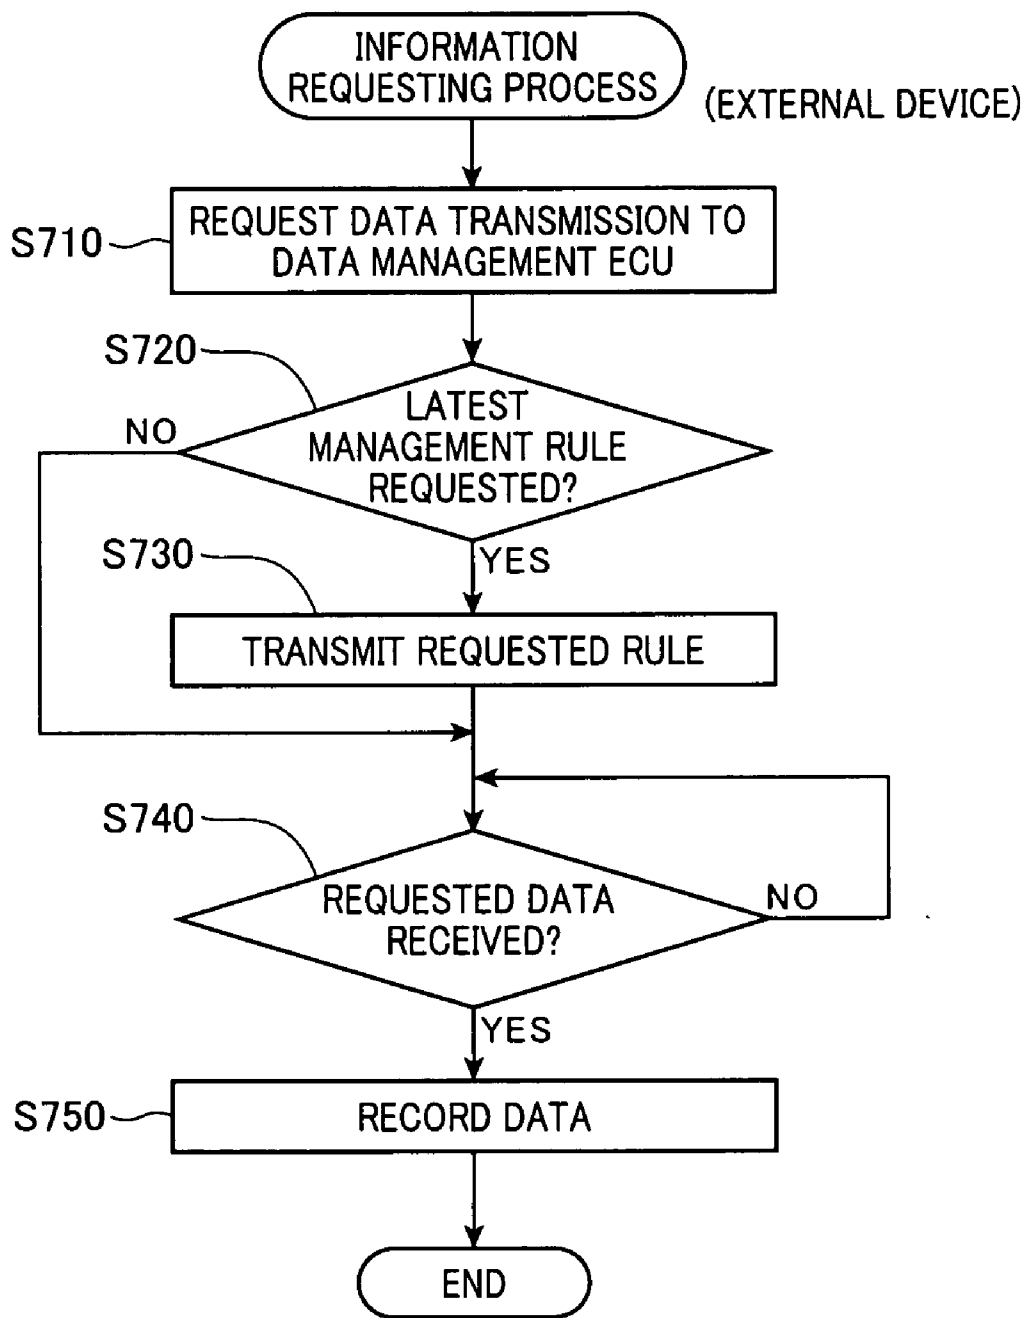 INFORMATION
REQUESTING PROCESS
(EXTERNAL DEVICE)
S710
REQUEST DATA TRANSMISSION TO
DATA MANAGEMENT ECU
S720
LATEST
MANAGEMENT RULE
REQUESTED?
NO
YES
S730
TRANSMIT REQUESTED RULE
S740
REQUESTED DATA
RECEIVED?
NO
YES
S750
RECORD DATA
END